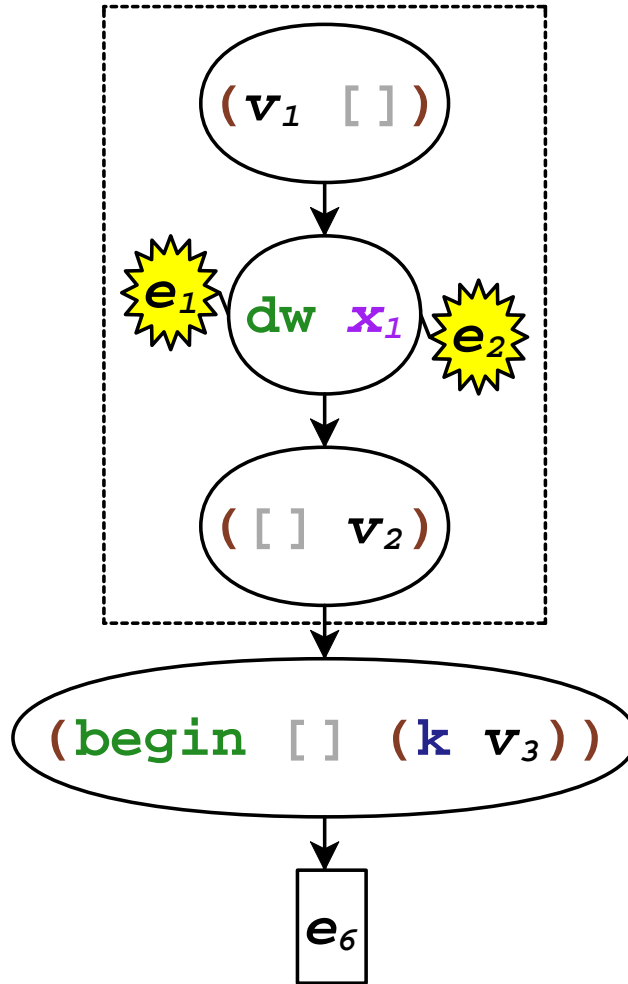 (v₁ [])
e₁
dw x₁
e₂
([] v₂)
(begin [] (k v₃))
e₆